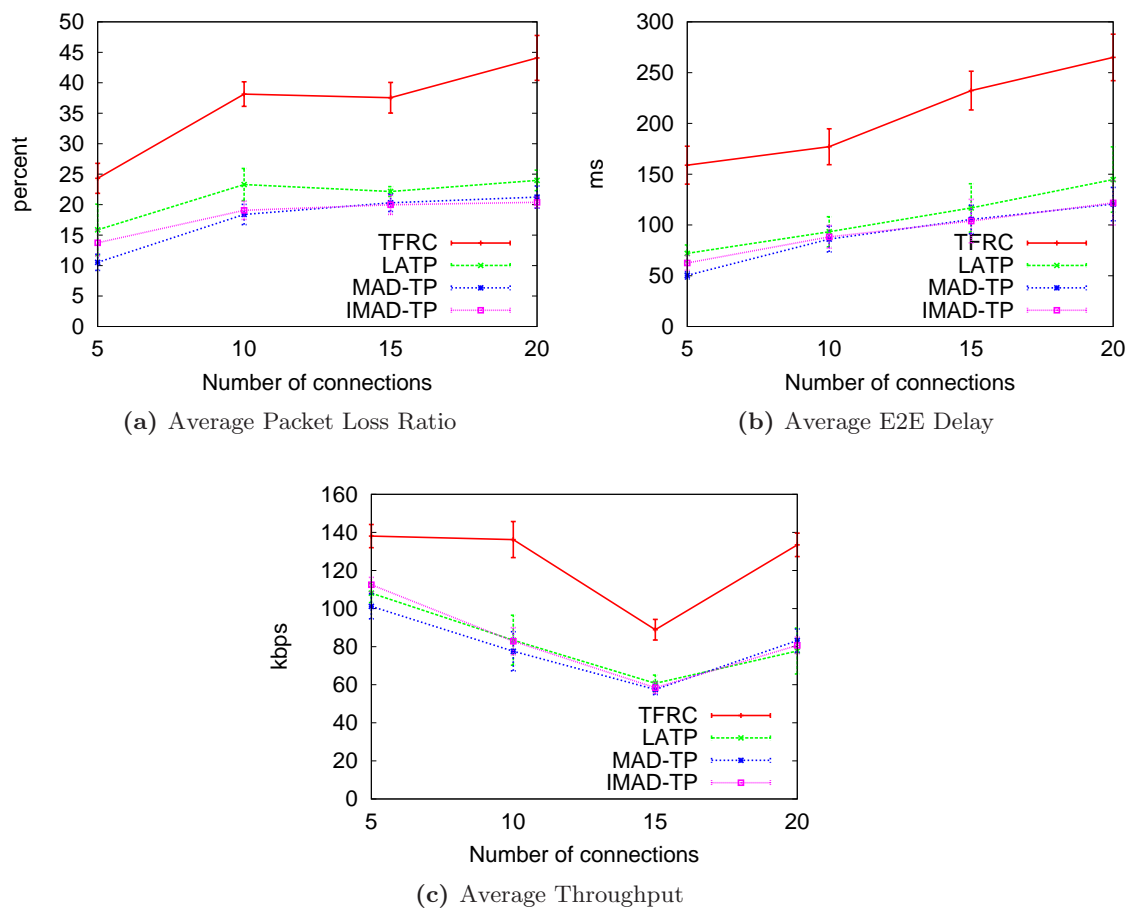 50
45
40
35
30
25
20
15
10
5
0
percent
TFRC
LATP
MAD-TP
IMAD-TP
5 10 15 20
Number of connections
(a) Average Packet Loss Ratio
300
250
200
150
100
50
0
ms
TFRC
LATP
MAD-TP
IMAD-TP
5 10 15 20
Number of connections
(b) Average E2E Delay
160
140
120
100
80
60
40
20
0
kbps
TFRC
LATP
MAD-TP
IMAD-TP
5 10 15 20
Number of connections
(c) Average Throughput